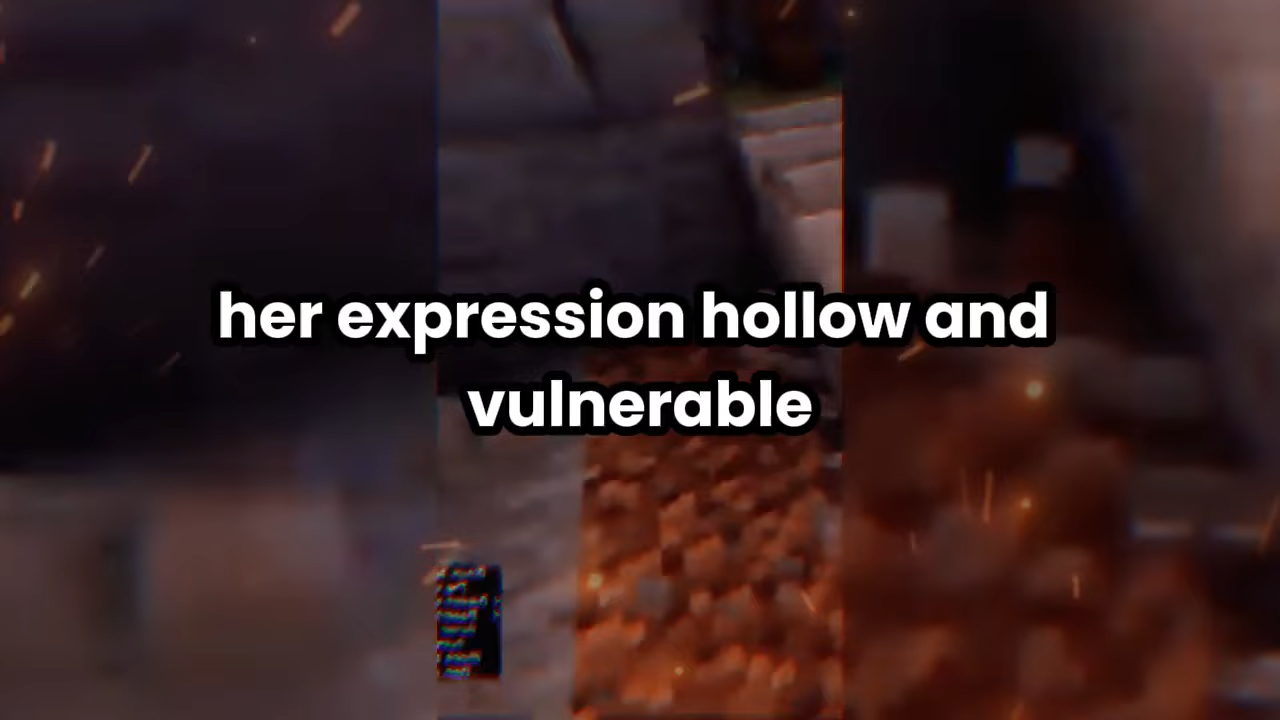 her expression hollow and
vulnerable